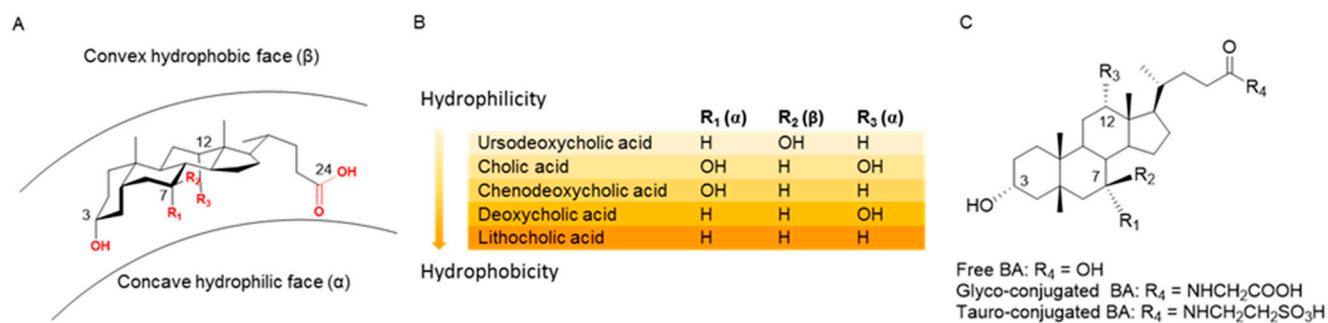 A
Convex hydrophobic face (β)
12
24
OH
O
R₂
7
R₃
R₁
3
OH
Concave hydrophilic face (α)
B
Hydrophilicity
R₁ (α) R₂ (β) R₃ (α)
Ursodeoxycholic acid H OH H
Cholic acid OH H OH
Chenodeoxycholic acid OH H H
Deoxycholic acid H H OH
Lithocholic acid H H H
Hydrophobicity
C
O
R₃
R₄
12
3
7
R₂
HO
R₁
Free BA: R₄ = OH
Glyco-conjugated BA: R₄ = NHCH₂COOH
Tauro-conjugated BA: R₄ = NHCH₂CH₂SO₃H